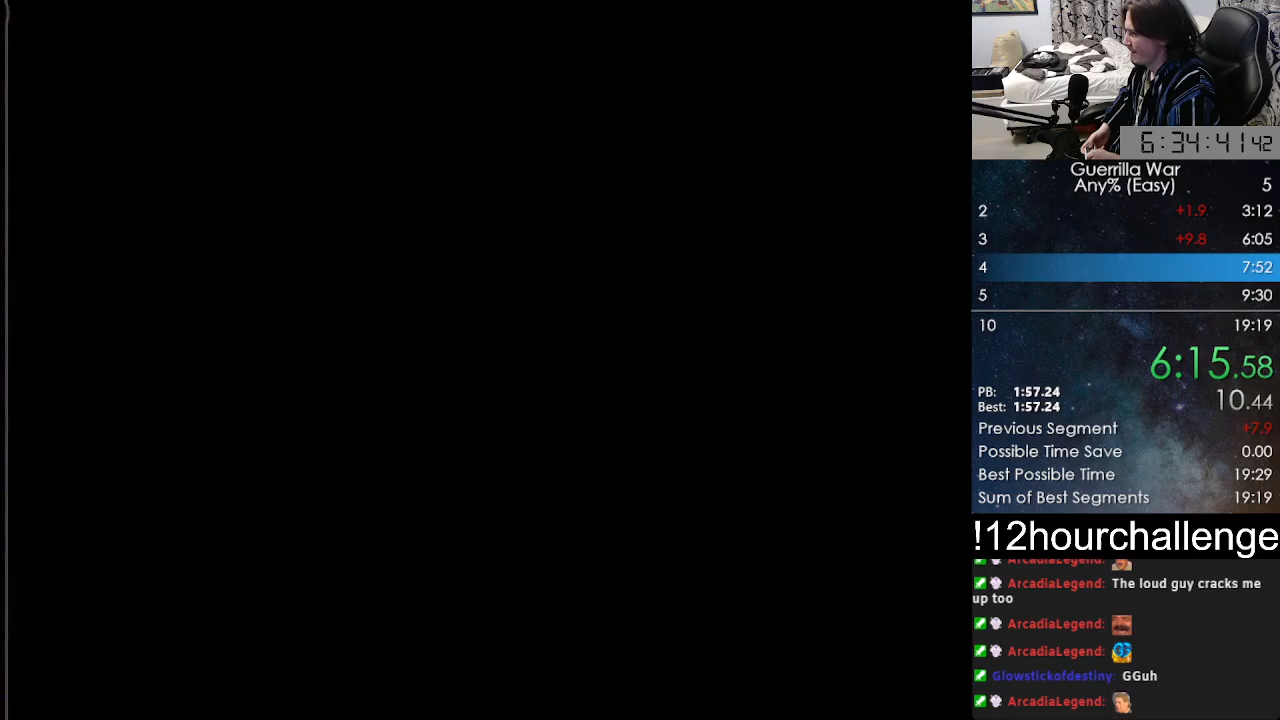 6:34:41 42
Guerrilla War
Any% (Easy) 5
2 +1.9 3:12
3 +9.8 6:05
4 7:52
5 9:30
10 19:19
6:15.58
PB: 1:57.24 10.44
Best: 1:57.24
Previous Segment +7.9
Possible Time Save 0.00
Best Possible Time 19:29
Sum of Best Segments 19:19
!12hourchallenge
ArcadiaLegend:
ArcadiaLegend: The loud guy cracks me
up too
ArcadiaLegend:
ArcadiaLegend:
Glowstickofdestiny: GGuh
ArcadiaLegend: